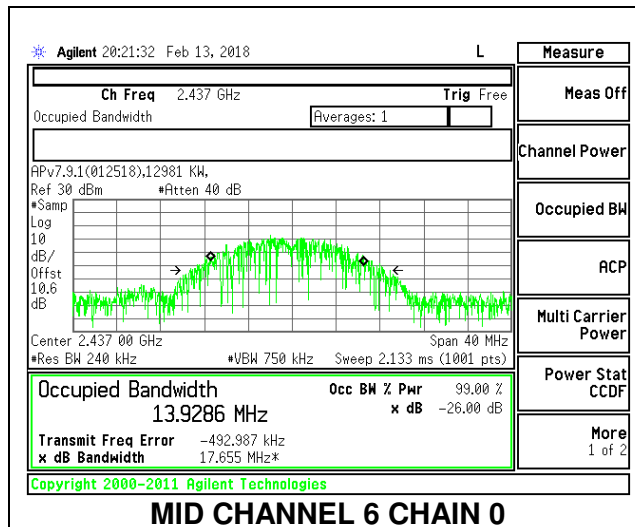 Agilent 20:21:32 Feb 13, 2018 L
Measure
Ch Freq 2.437 GHz Trig Free
Meas Off
Occupied Bandwidth Averages: 1
Channel Power
APv7.9.1(012518),12981 KW,
Ref 30 dBm #Atten 40 dB
#Samp
Log
10
dB/
Offst
10.6
dB
Occupied BW
ACP
Center 2.437 00 GHz Span 40 MHz
#Res BW 240 kHz #VBW 750 kHz Sweep 2.133 ms (1001 pts)
Multi Carrier
Power
Occupied Bandwidth Occ BW % Pwr 99.00 %
13.9286 MHz x dB -26.00 dB
Power Stat
CCDF
Transmit Freq Error -492.987 kHz
x dB Bandwidth 17.655 MHz*
More
1 of 2
Copyright 2000-2011 Agilent Technologies
MID CHANNEL 6 CHAIN 0